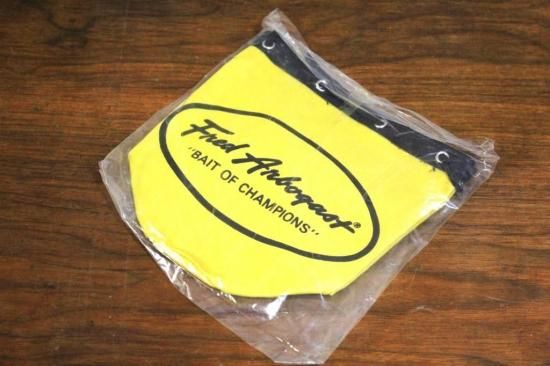 Fred Arbogast®
"BAIT OF CHAMPIONS"